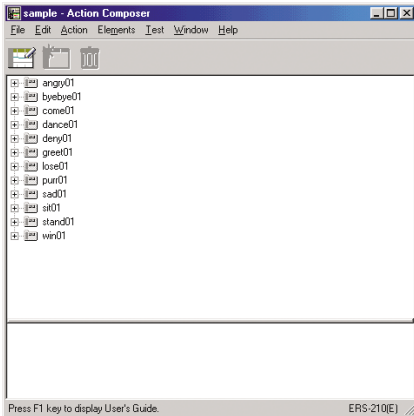 sample - Action Composer
File Edit Action Elements Test Window Help
angry01
byebye01
come01
dance01
deny01
greet01
lose01
purr01
sad01
sit01
stand01
win01
Press F1 key to display User's Guide. ERS-210(E)